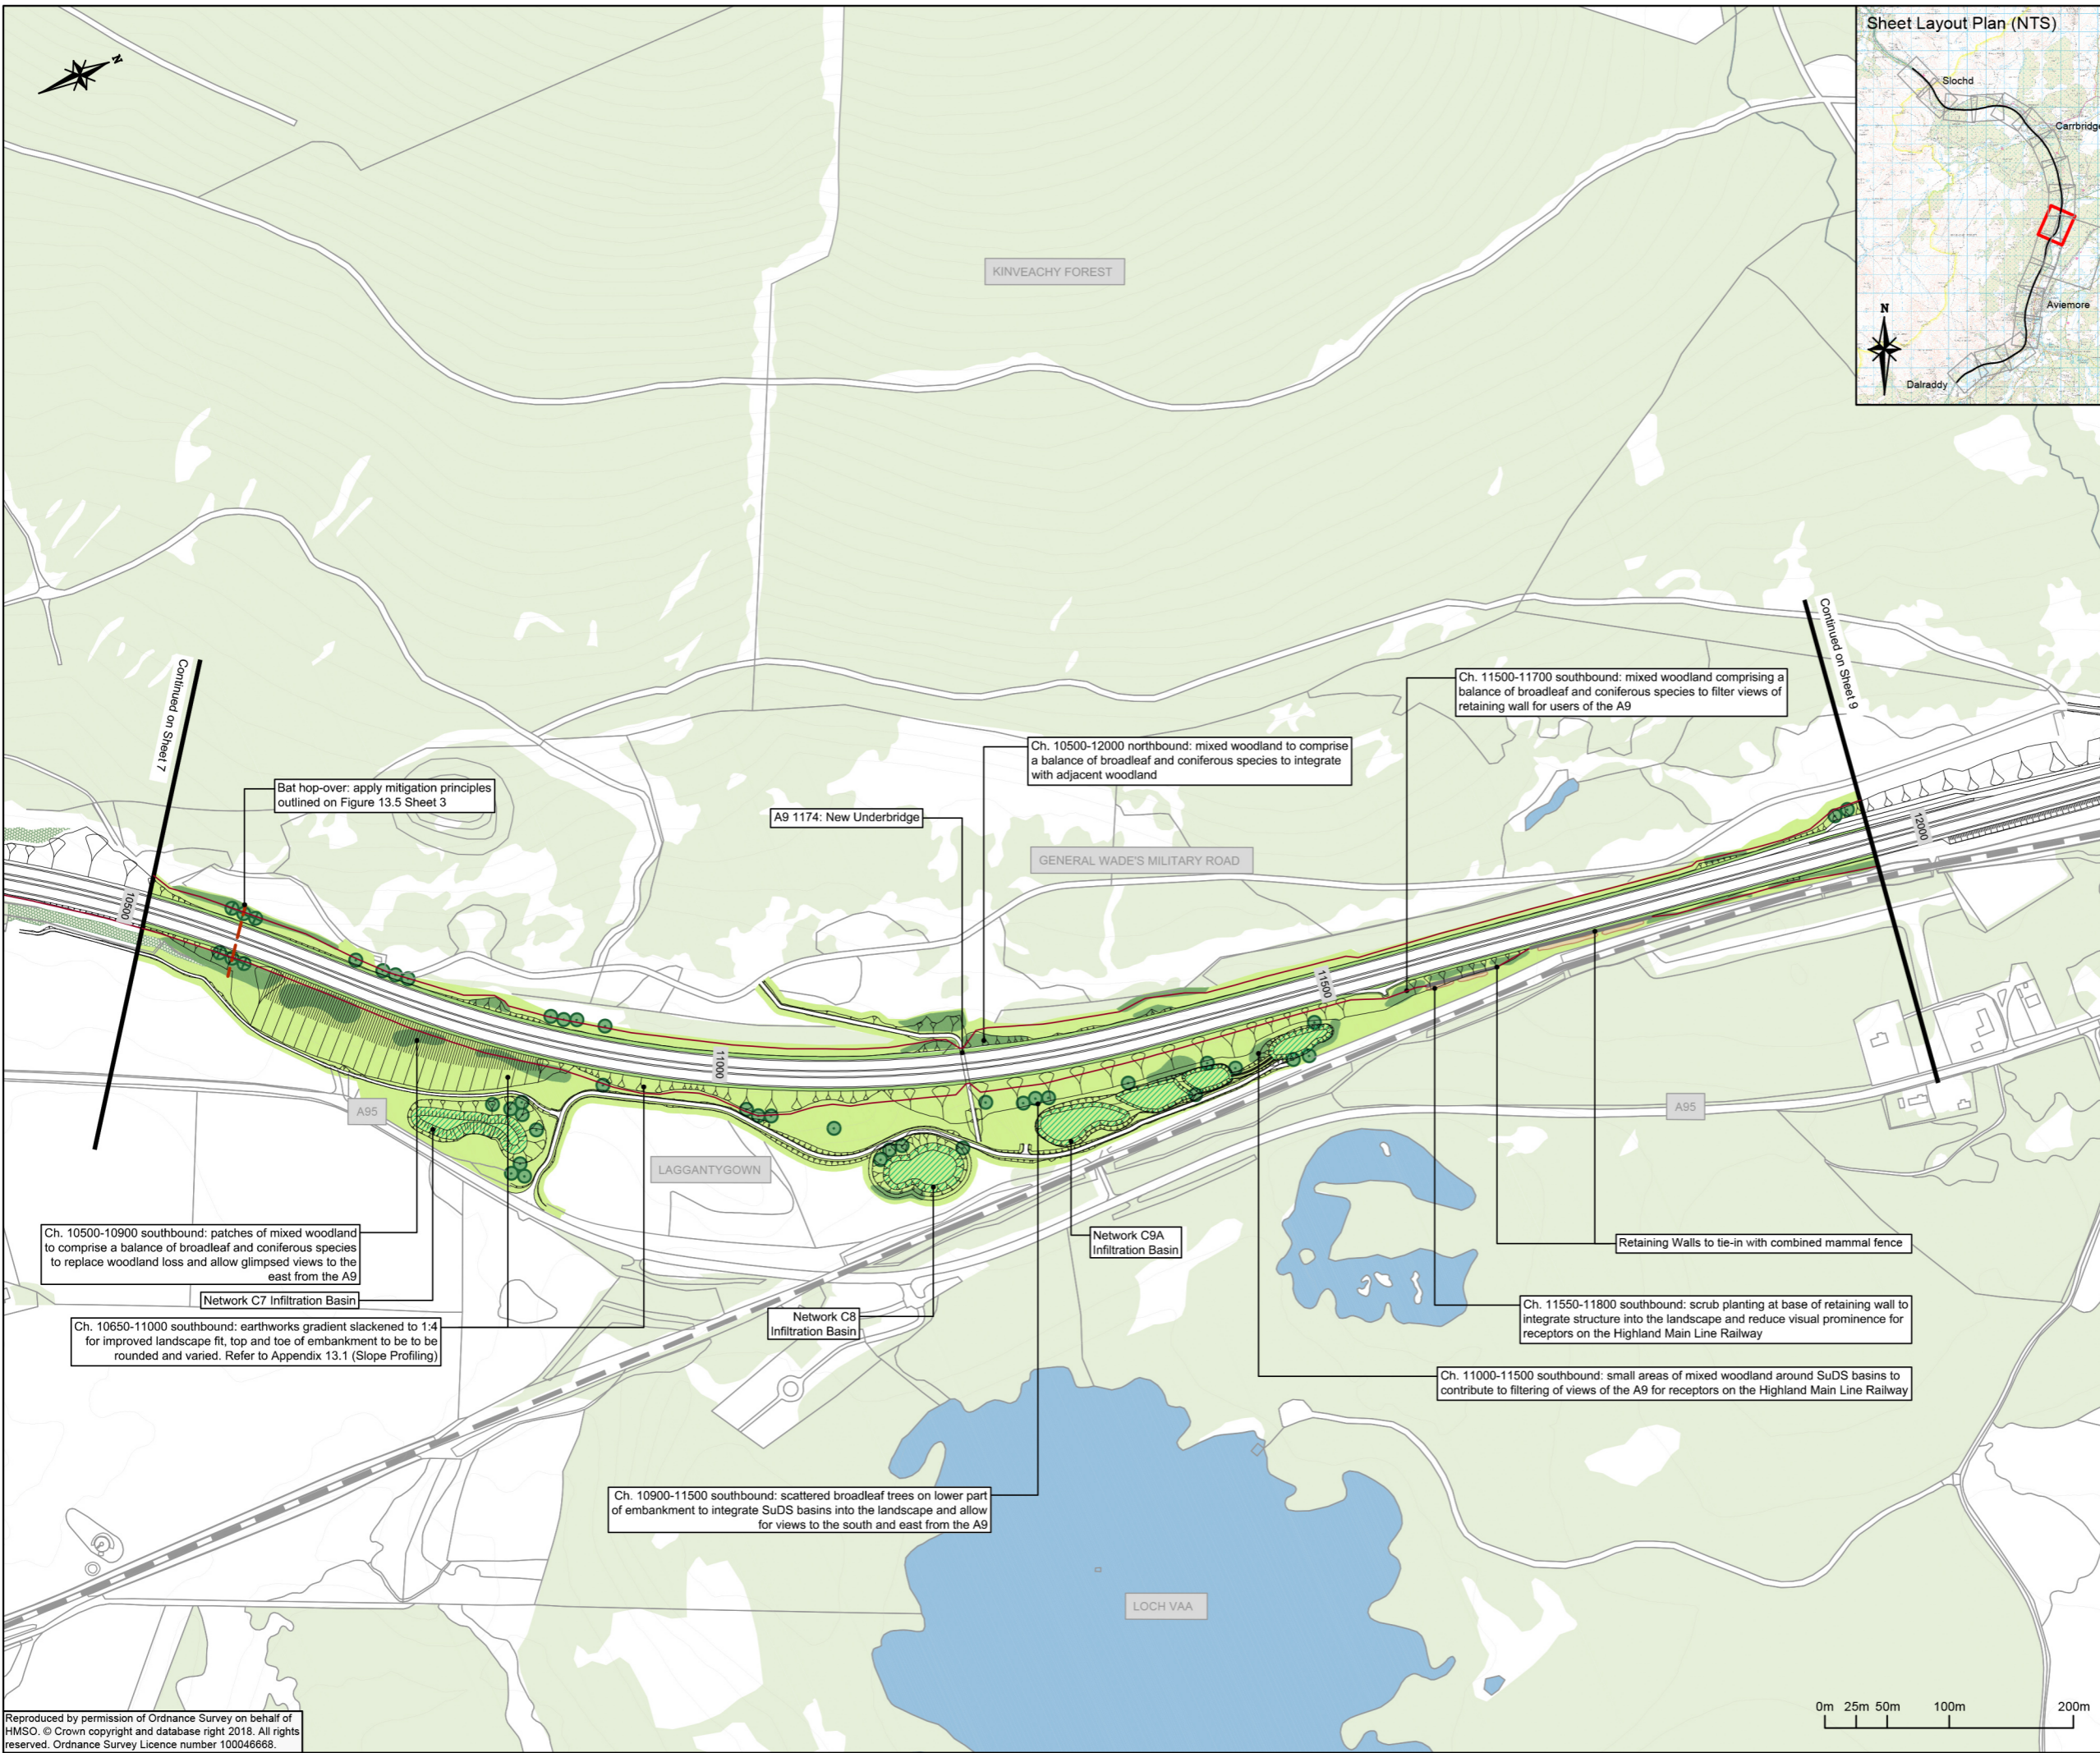 Sheet Layout Plan (NTS)
Slochd
Carrbridge
Aviemore
Dalraddy
N
N
KINVEACHY FOREST
Continued on Sheet 7
Continued on Sheet 9
Ch. 11500-11700 southbound: mixed woodland comprising a
balance of broadleaf and coniferous species to filter views of
retaining wall for users of the A9
Ch. 10500-12000 northbound: mixed woodland to comprise
a balance of broadleaf and coniferous species to integrate
with adjacent woodland
Bat hop-over: apply mitigation principles
outlined on Figure 13.5 Sheet 3
A9 1174: New Underbridge
GENERAL WADE'S MILITARY ROAD
10500
11000
11500
12000
A95
A95
LAGGANTYGOWN
Ch. 10500-10900 southbound: patches of mixed woodland
to comprise a balance of broadleaf and coniferous species
to replace woodland loss and allow glimpsed views to the
east from the A9
Network C7 Infiltration Basin
Ch. 10650-11000 southbound: earthworks gradient slackened to 1:4
for improved landscape fit, top and toe of embankment to be to be
rounded and varied. Refer to Appendix 13.1 (Slope Profiling)
Network C8
Infiltration Basin
Network C9A
Infiltration Basin
Retaining Walls to tie-in with combined mammal fence
Ch. 11550-11800 southbound: scrub planting at base of retaining wall to
integrate structure into the landscape and reduce visual prominence for
receptors on the Highland Main Line Railway
Ch. 11000-11500 southbound: small areas of mixed woodland around SuDS basins to
contribute to filtering of views of the A9 for receptors on the Highland Main Line Railway
Ch. 10900-11500 southbound: scattered broadleaf trees on lower part
of embankment to integrate SuDS basins into the landscape and allow
for views to the south and east from the A9
LOCH VAA
0m 25m 50m 100m 200m
Reproduced by permission of Ordnance Survey on behalf of
HMSO. © Crown copyright and database right 2018. All rights
reserved. Ordnance Survey Licence number 100046668.